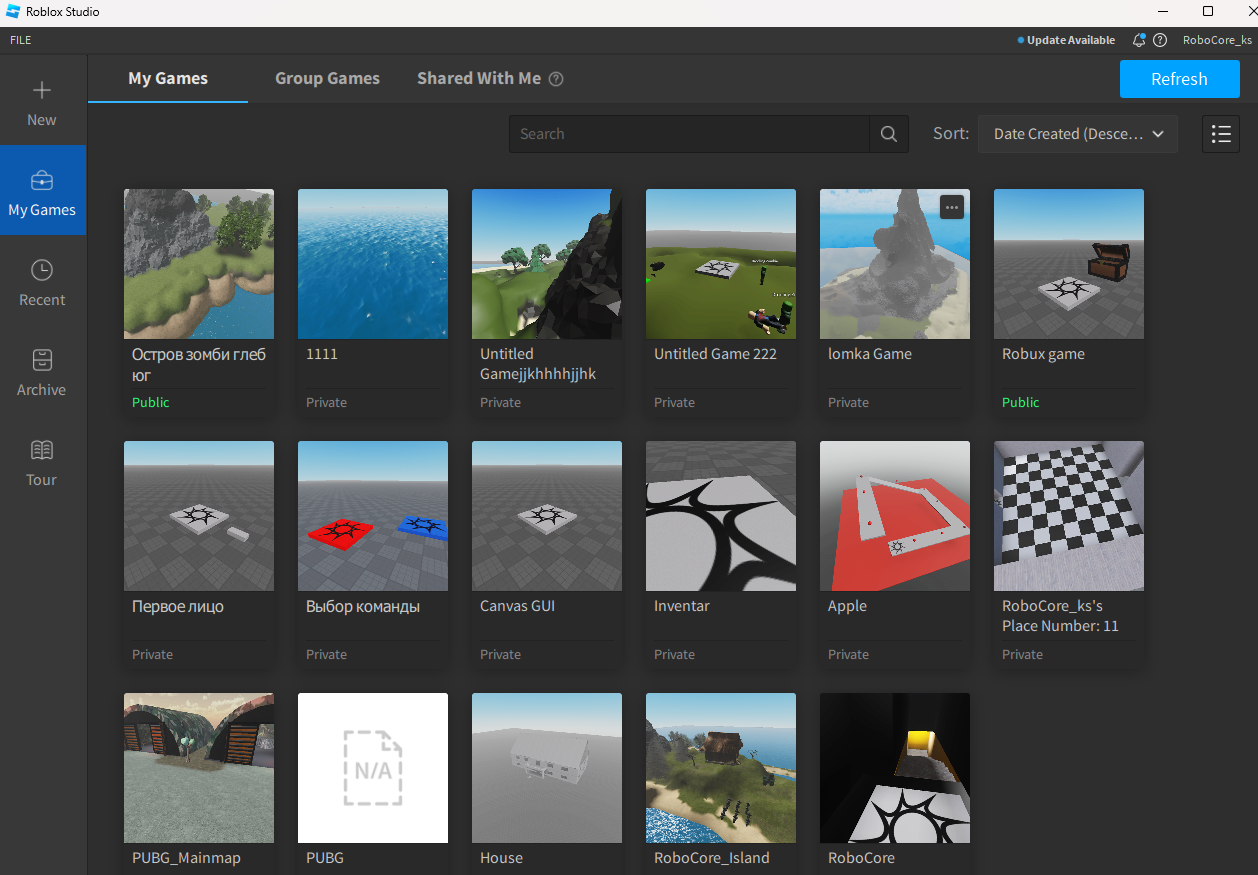 Roblox Studio
FILE
Update Available
RoboCore_ks
New
My Games
Recent
Archive
Tour
My Games
Group Games
Shared With Me
Refresh
Search
Sort:
Date Created (Desce...
Остров зомби глеб
юг
Public
1111
Private
Untitled
Gamejjkhhhhjjhk
Private
Untitled Game 222
Private
lomka Game
Private
Robux game
Public
Первое лицо
Private
Выбор команды
Private
Canvas GUI
Private
Inventar
Private
Apple
Private
RoboCore_ks's
Place Number: 11
Private
PUBG_Mainmap
N/A
PUBG
House
RoboCore_Island
RoboCore